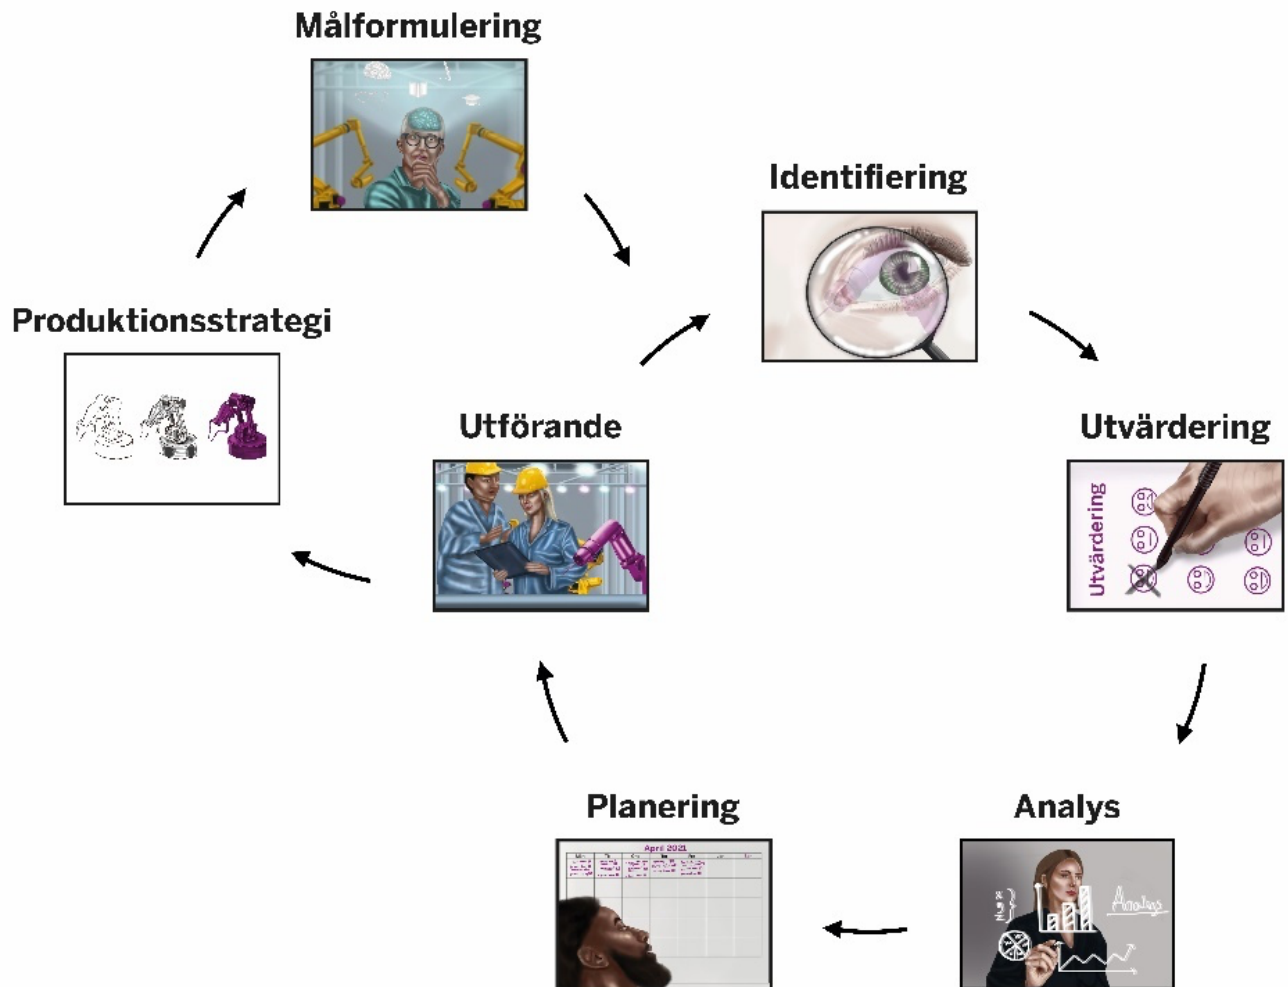 Målformulering
Identifiering
Produktionsstrategi
Utförande
Utvärdering
Utvärdering
Planering
Analys
April 2021
Analys